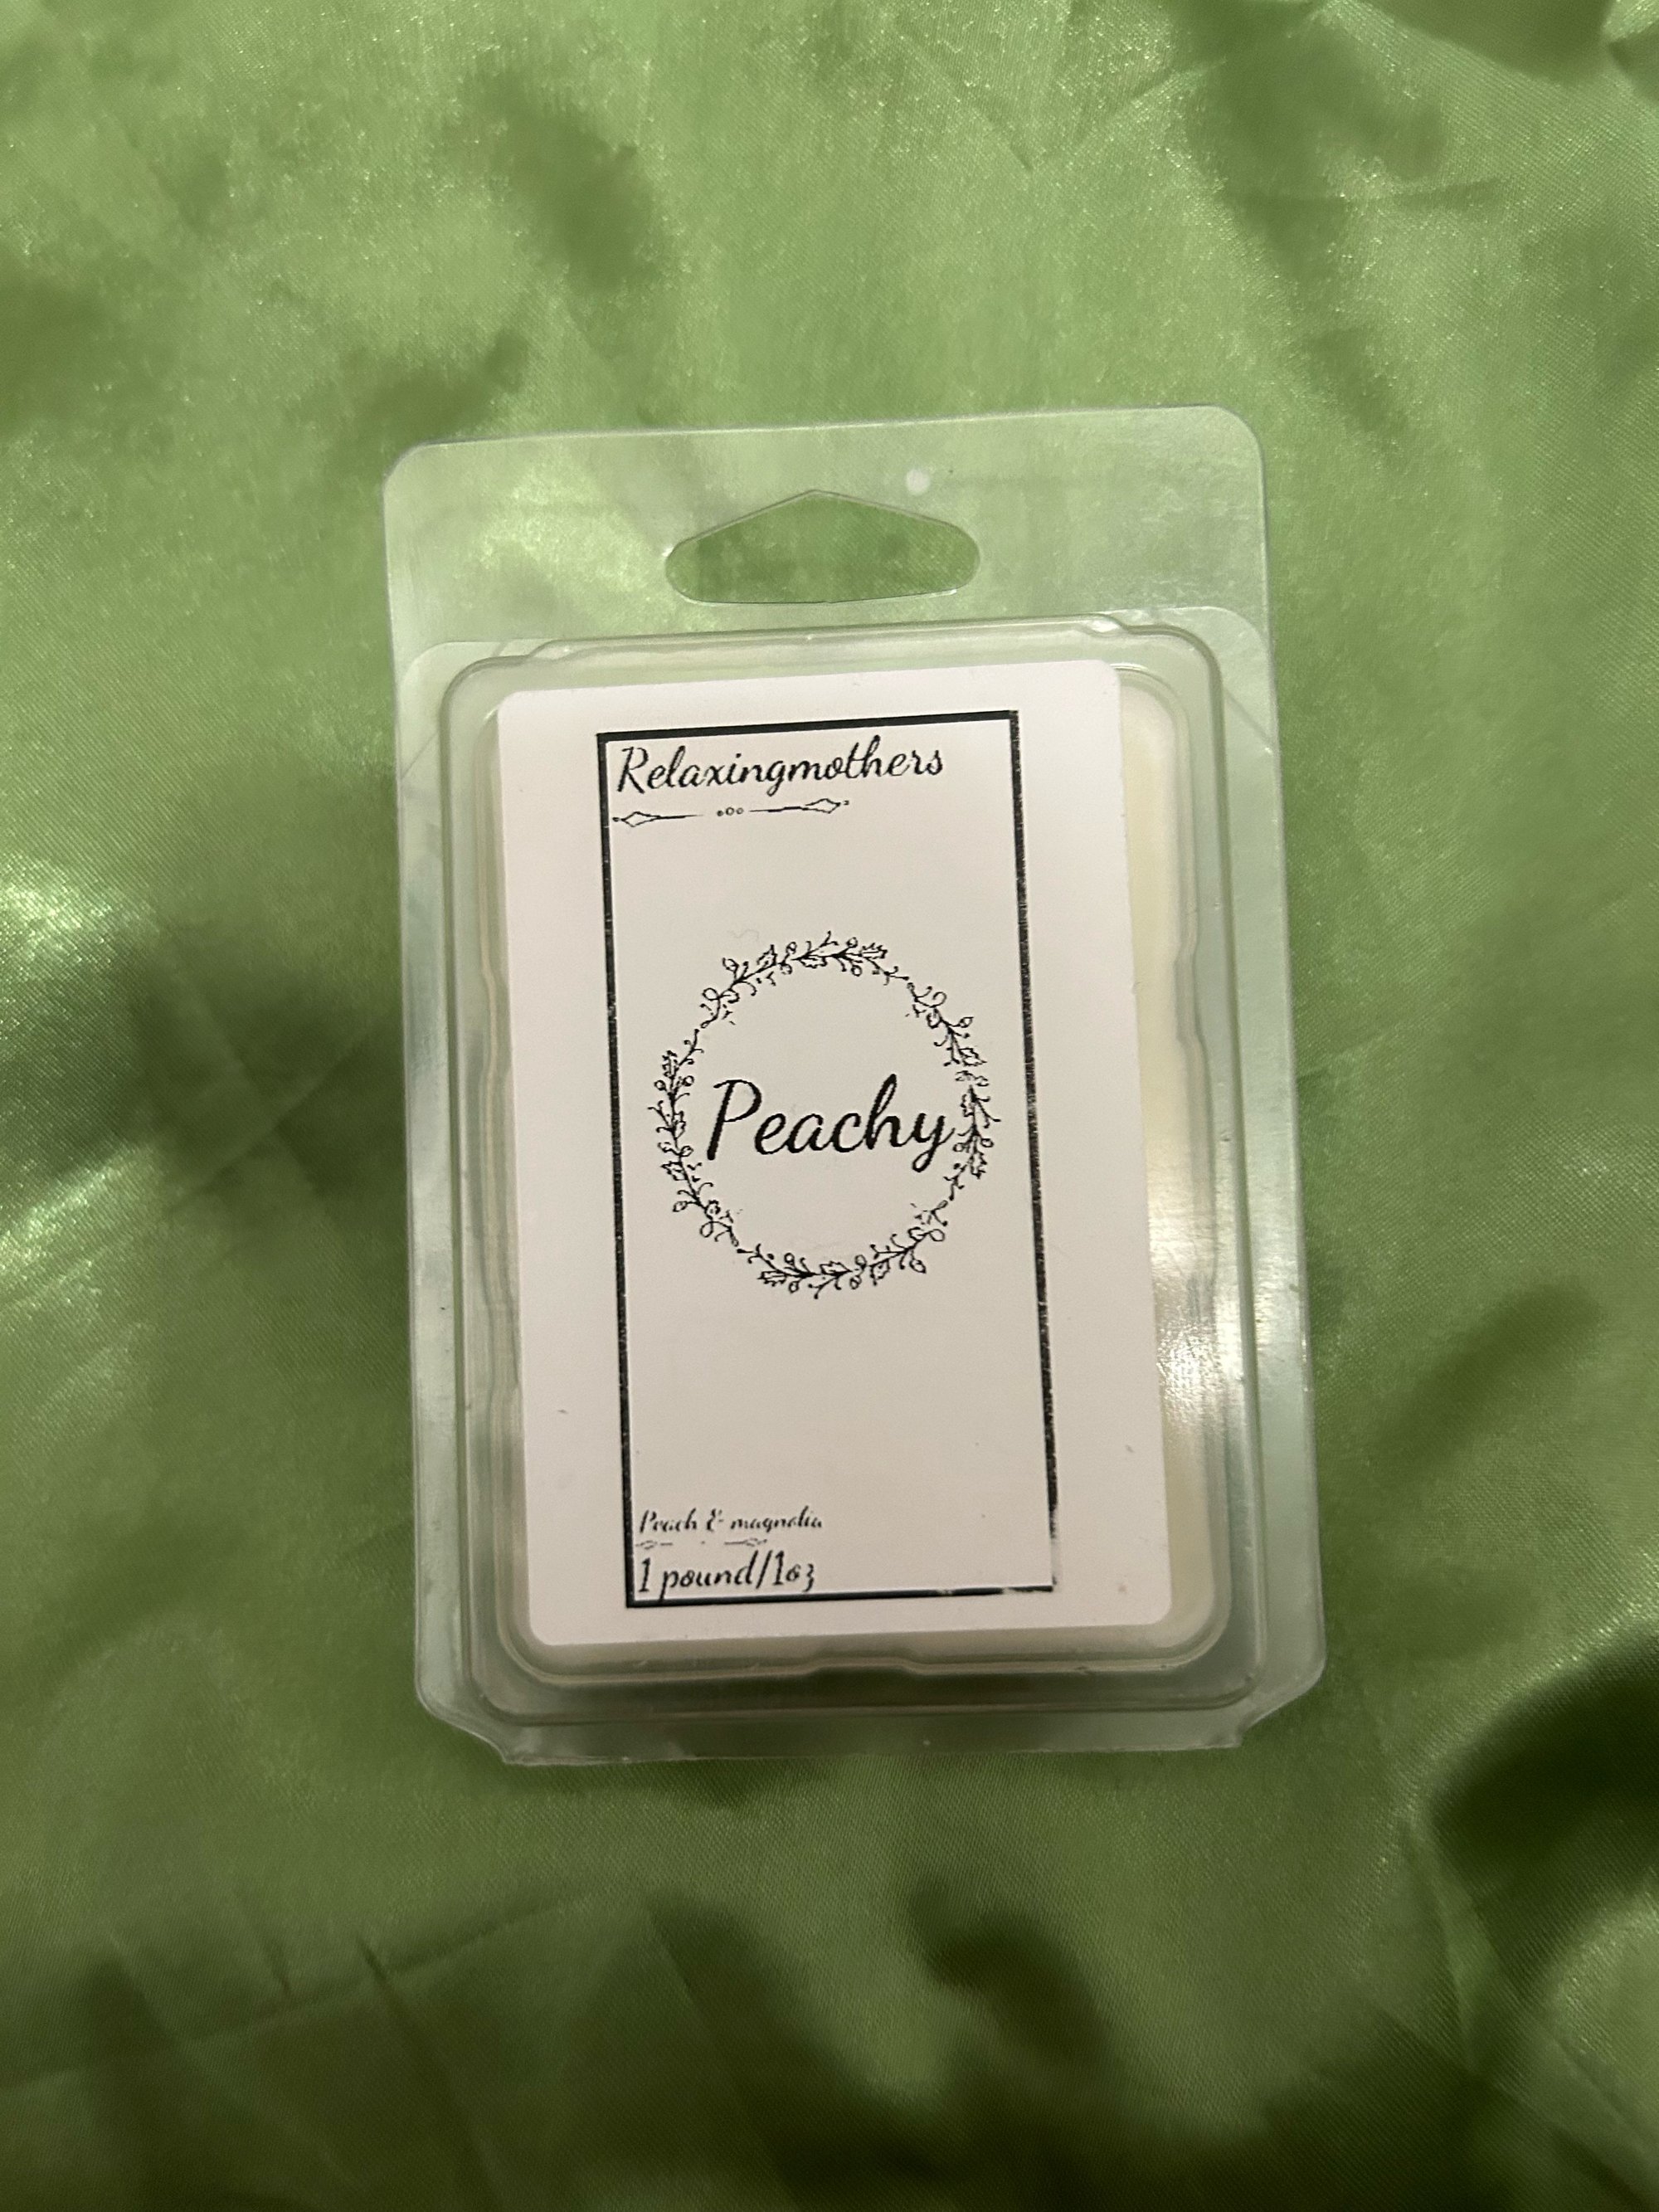 Relaxingmothers
Peachy
Peach & magnolia
1 pound/1oz